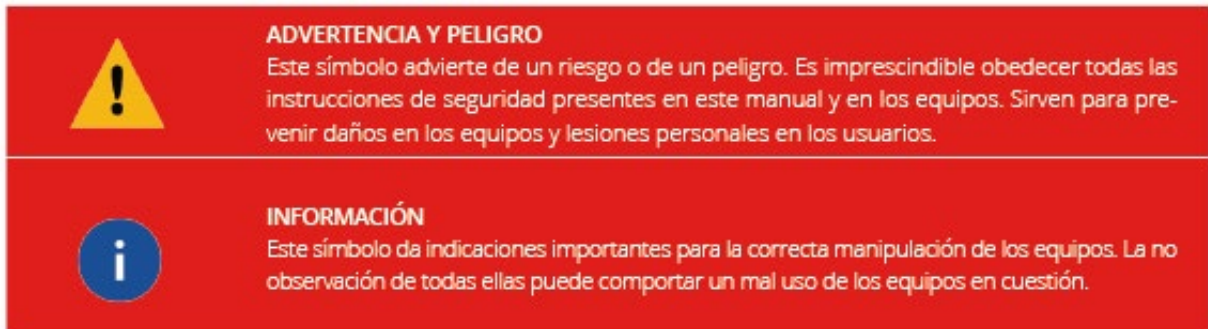 ADVERTENCIA Y PELIGRO
Este símbolo advierte de un riesgo o de un peligro. Es imprescindible obedecer todas las
instrucciones de seguridad presentes en este manual y en los equipos. Sirven para pre-
venir daños en los equipos y lesiones personales en los usuarios.
INFORMACIÓN
Este símbolo da indicaciones importantes para la correcta manipulación de los equipos. La no
observación de todas ellas puede comportar un mal uso de los equipos en cuestión.